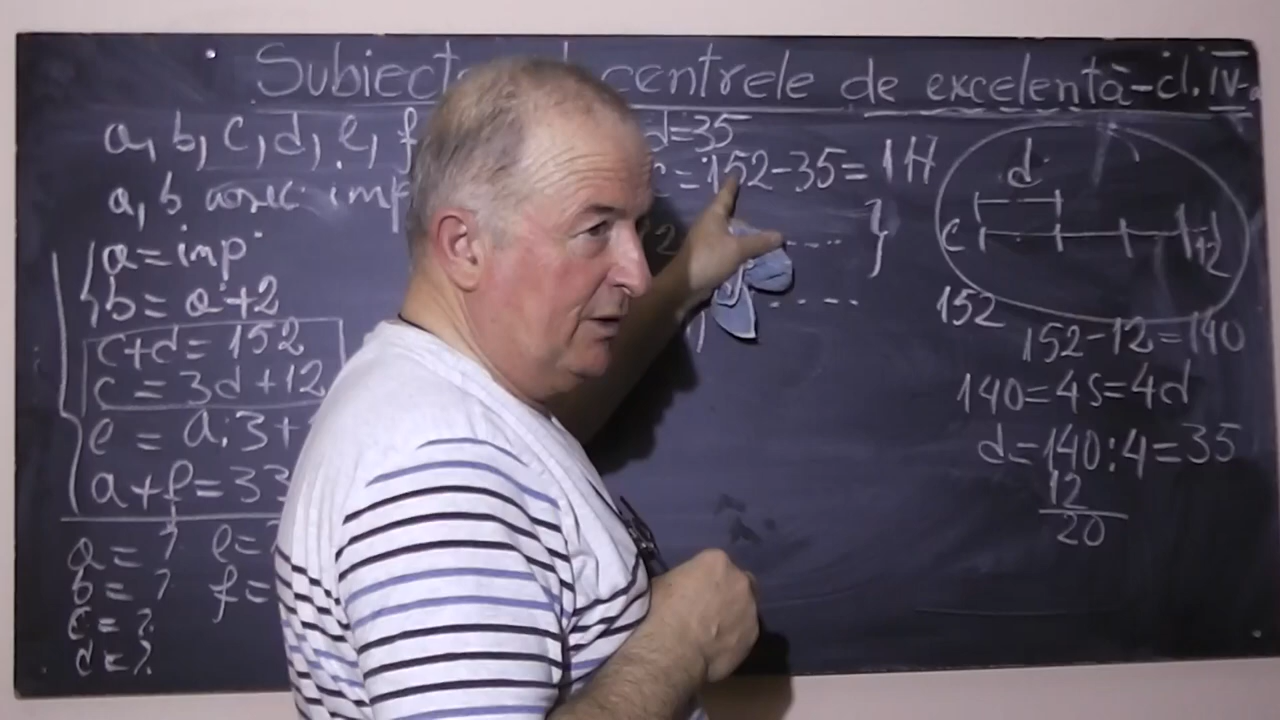 Subiecte centrele de excelentă-cl. IV-a
a, b, c, d, e, f
a, b consec imp
a = imp
b = a+2
c+d = 152
c = 3d+12
e = a:3+
a+f = 33
a = ? e =
b = ? f =
c = ?
d = ?
d=35
c = 152-35 = 117
d
c
+12
152
152-12=140
140=4s=4d
d=140:4=35
12
20